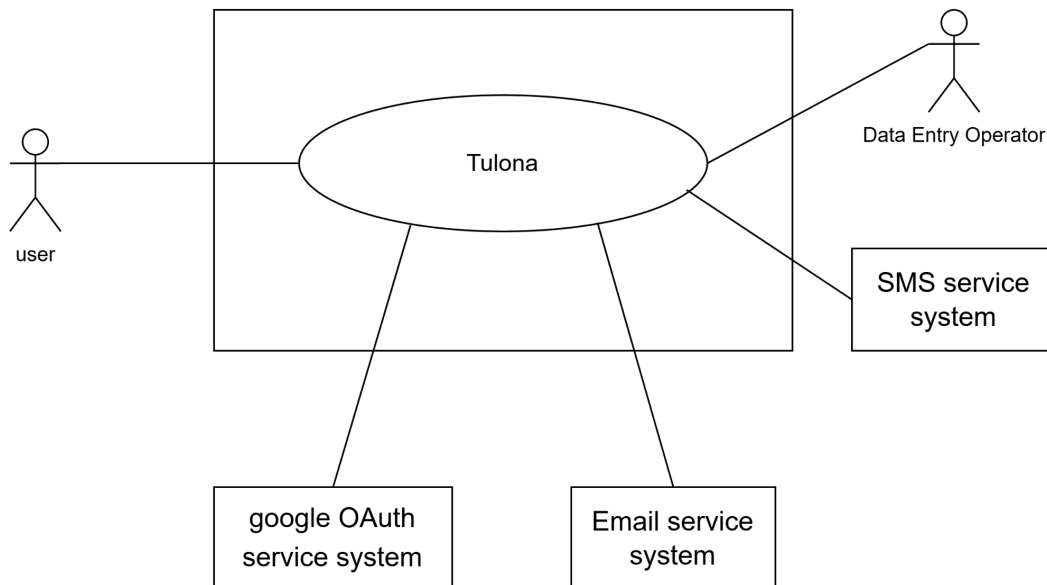 Data Entry Operator
Tulona
user
SMS service
system
google OAuth
service system
Email service
system